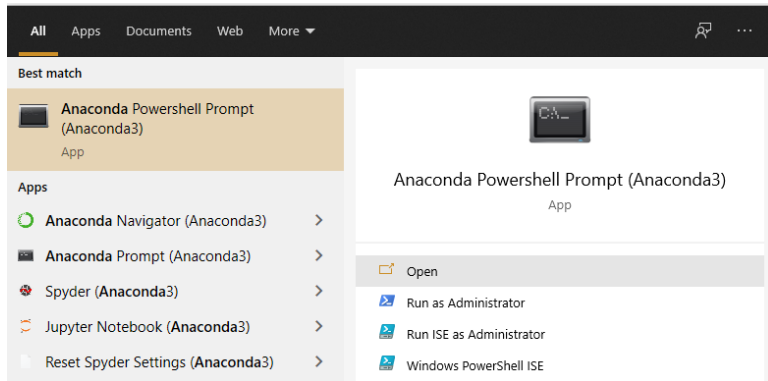 All Apps Documents Web More
Best match
Anaconda Powershell Prompt
(Anaconda3)
App
Apps
Anaconda Navigator (Anaconda3)
Anaconda Prompt (Anaconda3)
Spyder (Anaconda3)
Jupyter Notebook (Anaconda3)
Reset Spyder Settings (Anaconda3)
C:\_
Anaconda Powershell Prompt (Anaconda3)
App
Open
Run as Administrator
Run ISE as Administrator
Windows PowerShell ISE